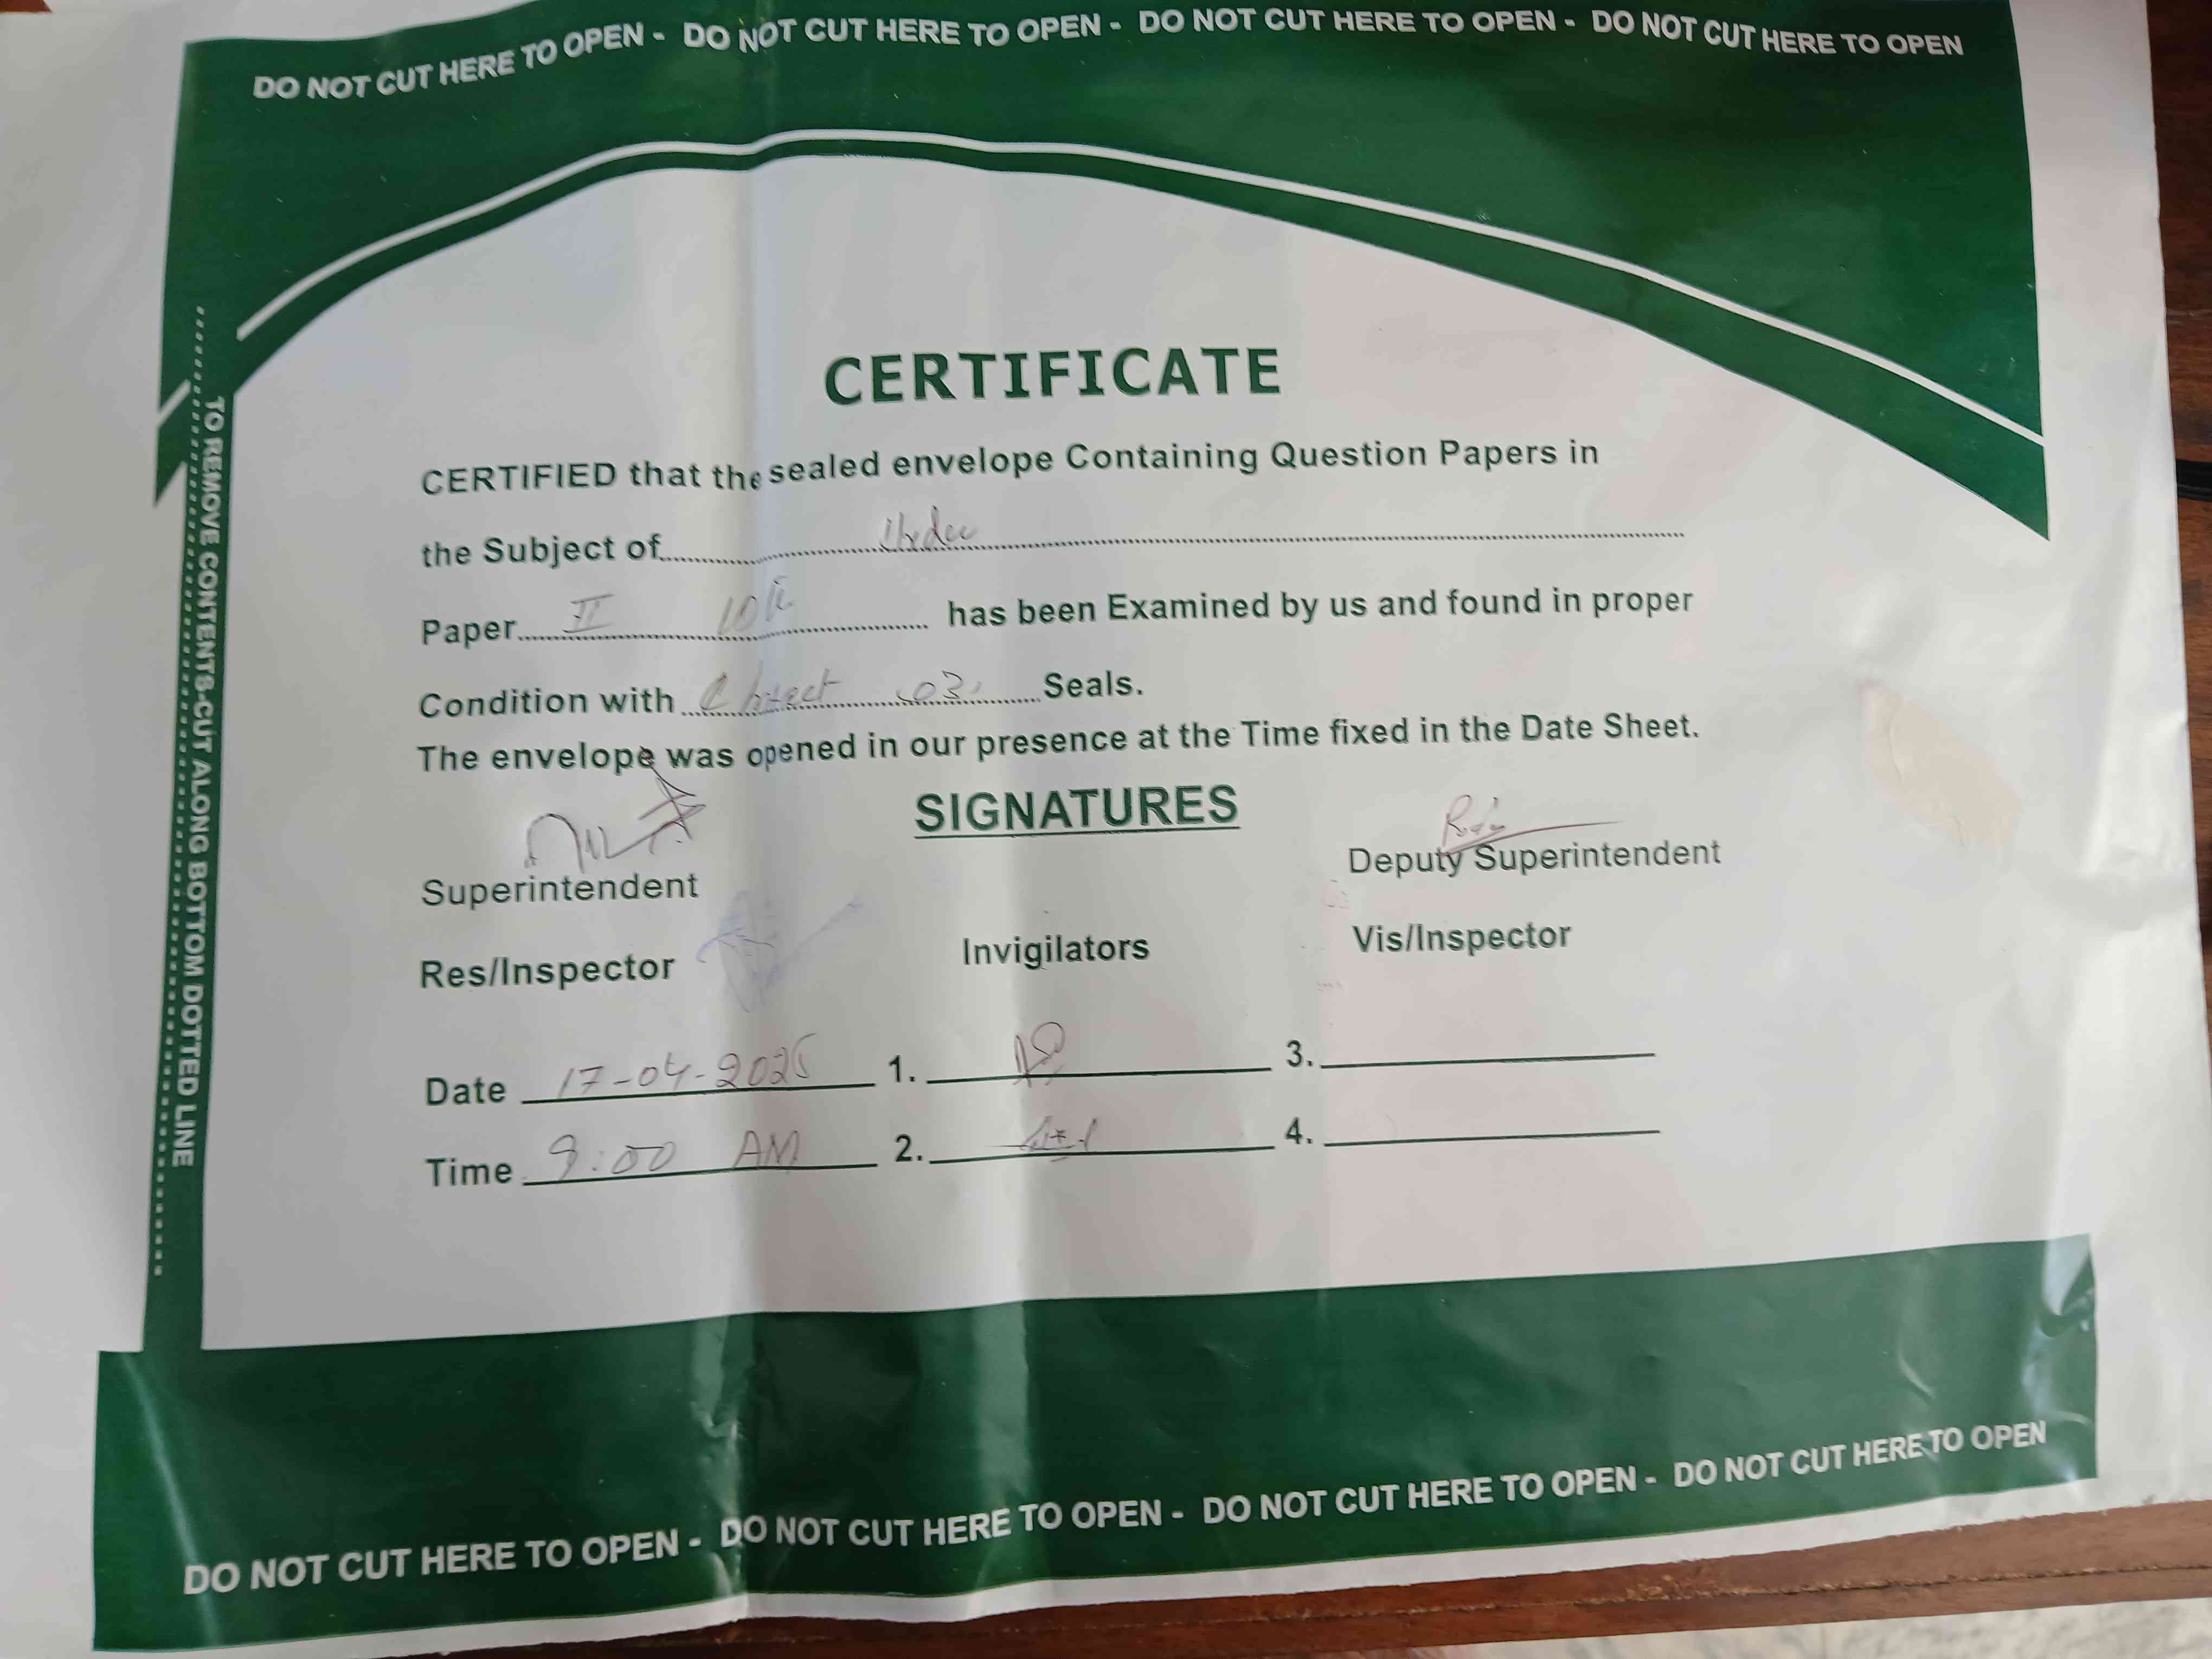 DO NOT CUT HERE TO OPEN - DO NOT CUT HERE TO OPEN - DO NOT CUT HERE TO OPEN - DO NOT CUT HERE TO OPEN
TO REMOVE CONTENTS-CUT ALONG BOTTOM DOTTED LINE
CERTIFICATE
CERTIFIED that the sealed envelope Containing Question Papers in
the Subject of Urdu
Paper II 10th has been Examined by us and found in proper
Condition with 03 Seals.
The envelope was opened in our presence at the Time fixed in the Date Sheet.
SIGNATURES
Superintendent
Deputy Superintendent
Res/Inspector
Invigilators
Vis/Inspector
Date 17-04-2025 1. 3.
Time 9:00 AM 2. 4.
DO NOT CUT HERE TO OPEN - DO NOT CUT HERE TO OPEN - DO NOT CUT HERE TO OPEN - DO NOT CUT HERE TO OPEN